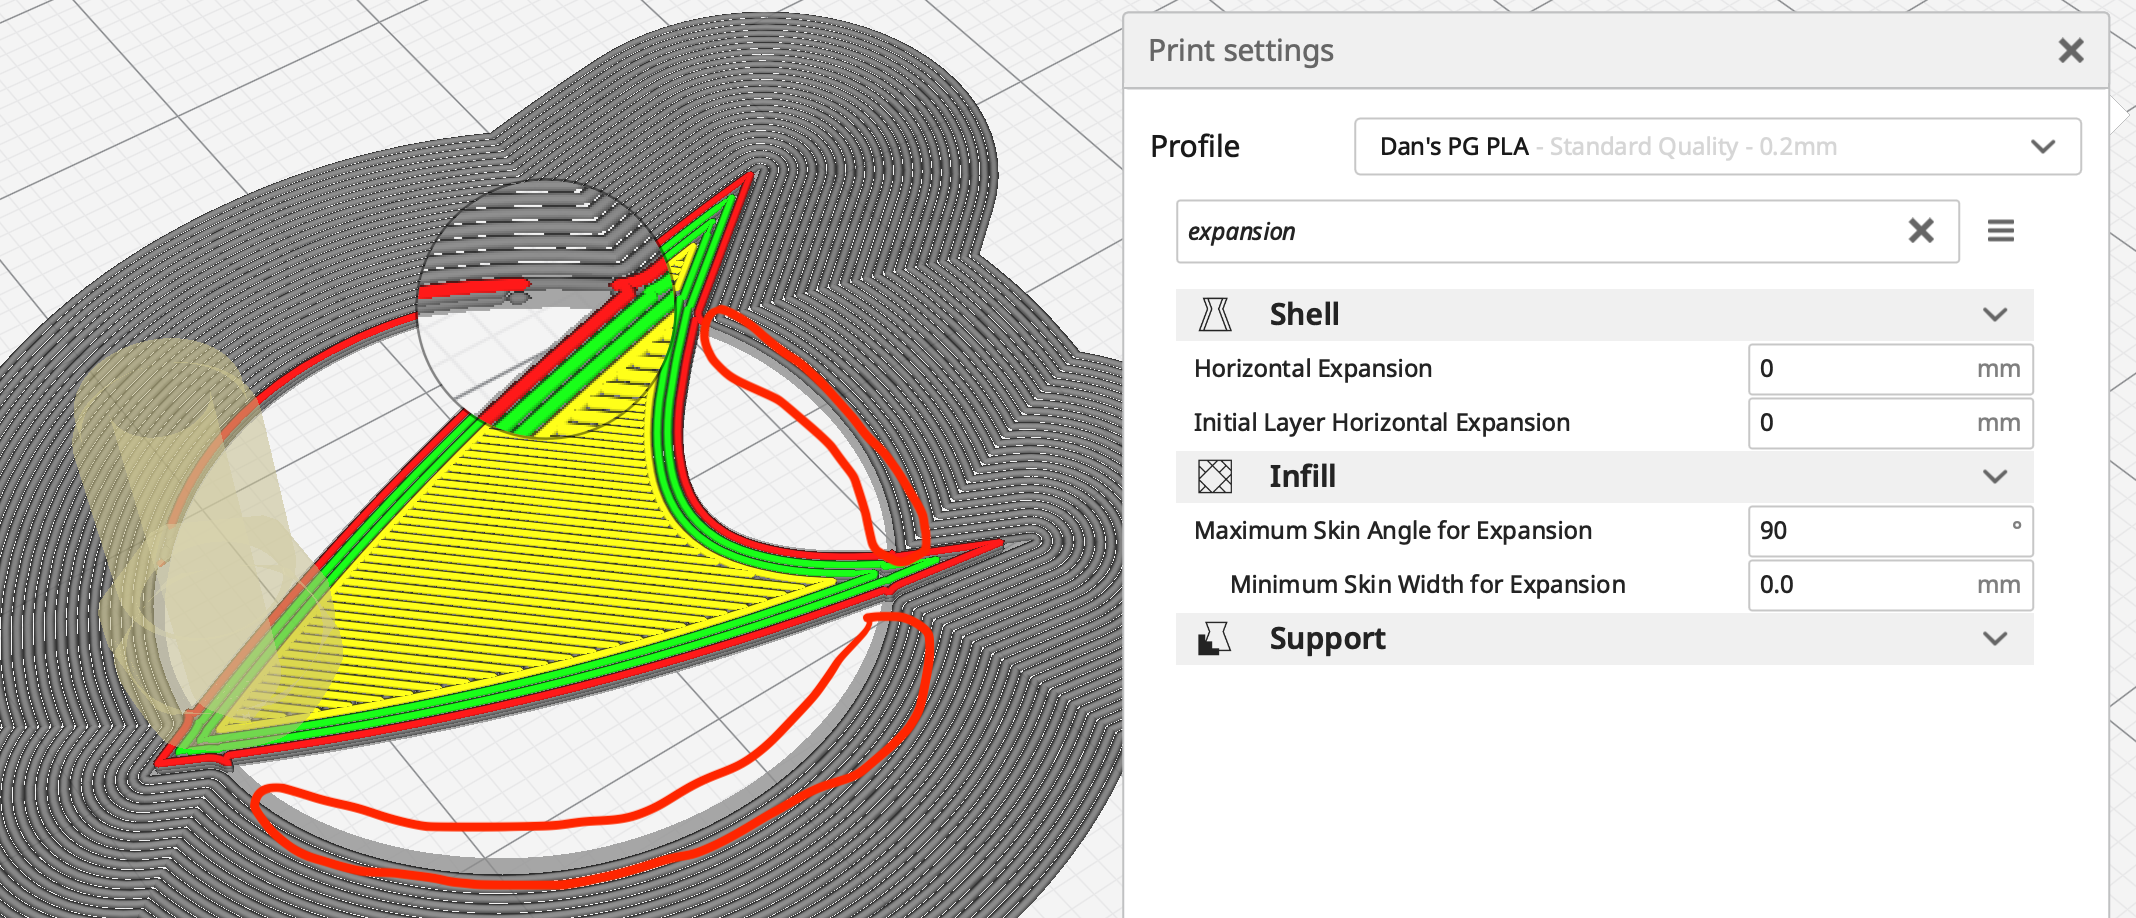 Print settings
Profile
Dan's PG PLA - Standard Quality - 0.2mm
expansion
Shell
Horizontal Expansion 0 mm
Initial Layer Horizontal Expansion 0 mm
Infill
Maximum Skin Angle for Expansion 90 °
Minimum Skin Width for Expansion 0.0 mm
Support